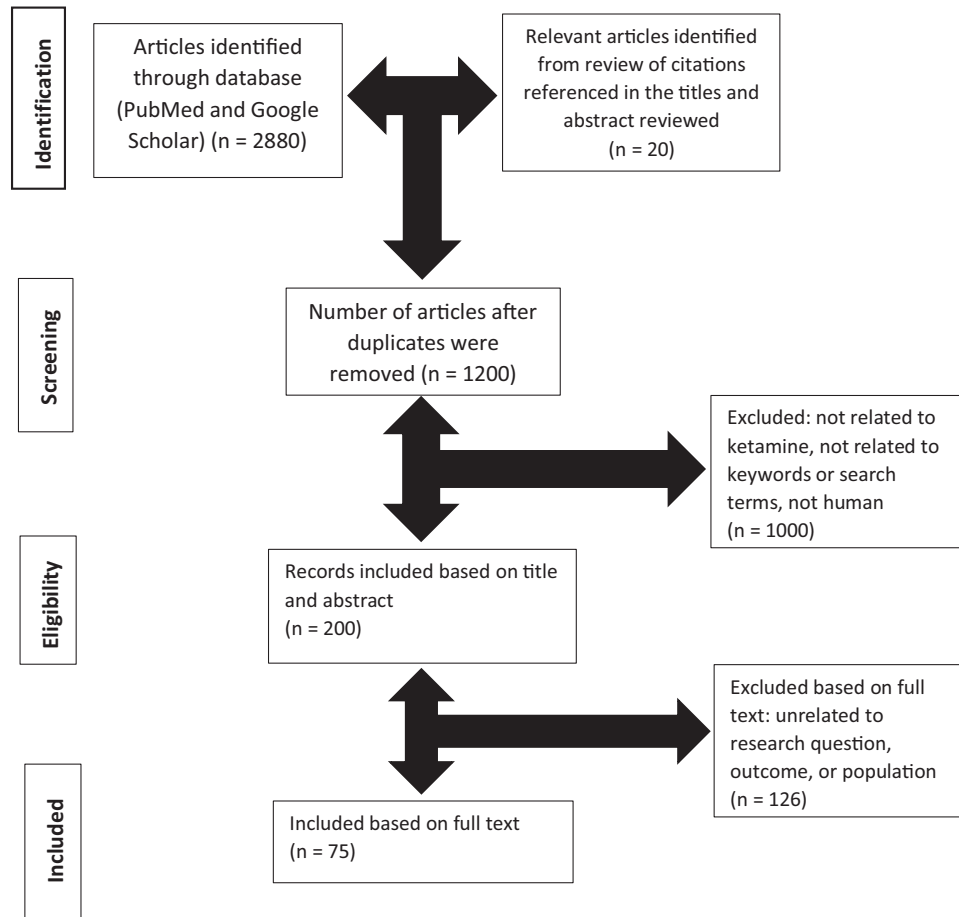 Identification
Articles identified
through database
(PubMed and Google
Scholar) (n = 2880)
Relevant articles identified
from review of citations
referenced in the titles and
abstract reviewed
(n = 20)
Screening
Number of articles after
duplicates were
removed (n = 1200)
Excluded: not related to
ketamine, not related to
keywords or search
terms, not human
(n = 1000)
Eligibility
Records included based on title
and abstract
(n = 200)
Excluded based on full
text: unrelated to
research question,
outcome, or population
(n = 126)
Included
Included based on full text
(n = 75)